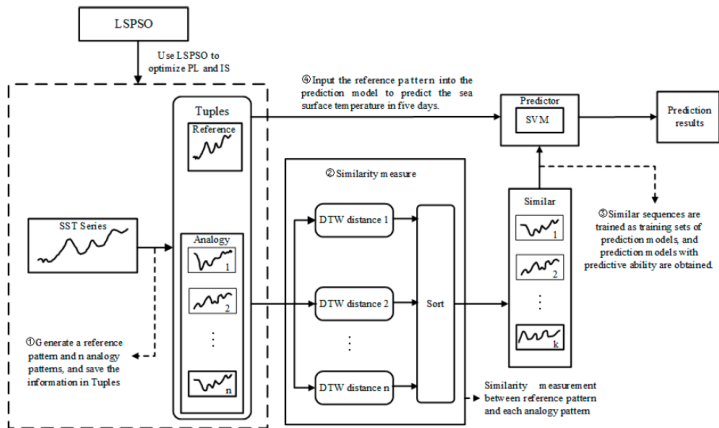 LSPSO
Use LSPSO to
optimize PL and IS
④Input the reference pattern into the
prediction model to predict the sea
surface temperature in five days.
Predictor
SVM
Prediction
results
Tuples
Reference
②Similarity measure
DTW distance 1
DTW distance 2
⋮
DTW distance n
Sort
SST Series
Analogy
1
2
⋮
n
Similar
1
2
⋮
k
③Similar sequences are
trained as training sets of
prediction models, and
prediction models with
predictive ability are obtained.
①Generate a reference
pattern and n analogy
patterns, and save the
information in Tuples
Similarity measurement
between reference pattern
and each analogy pattern